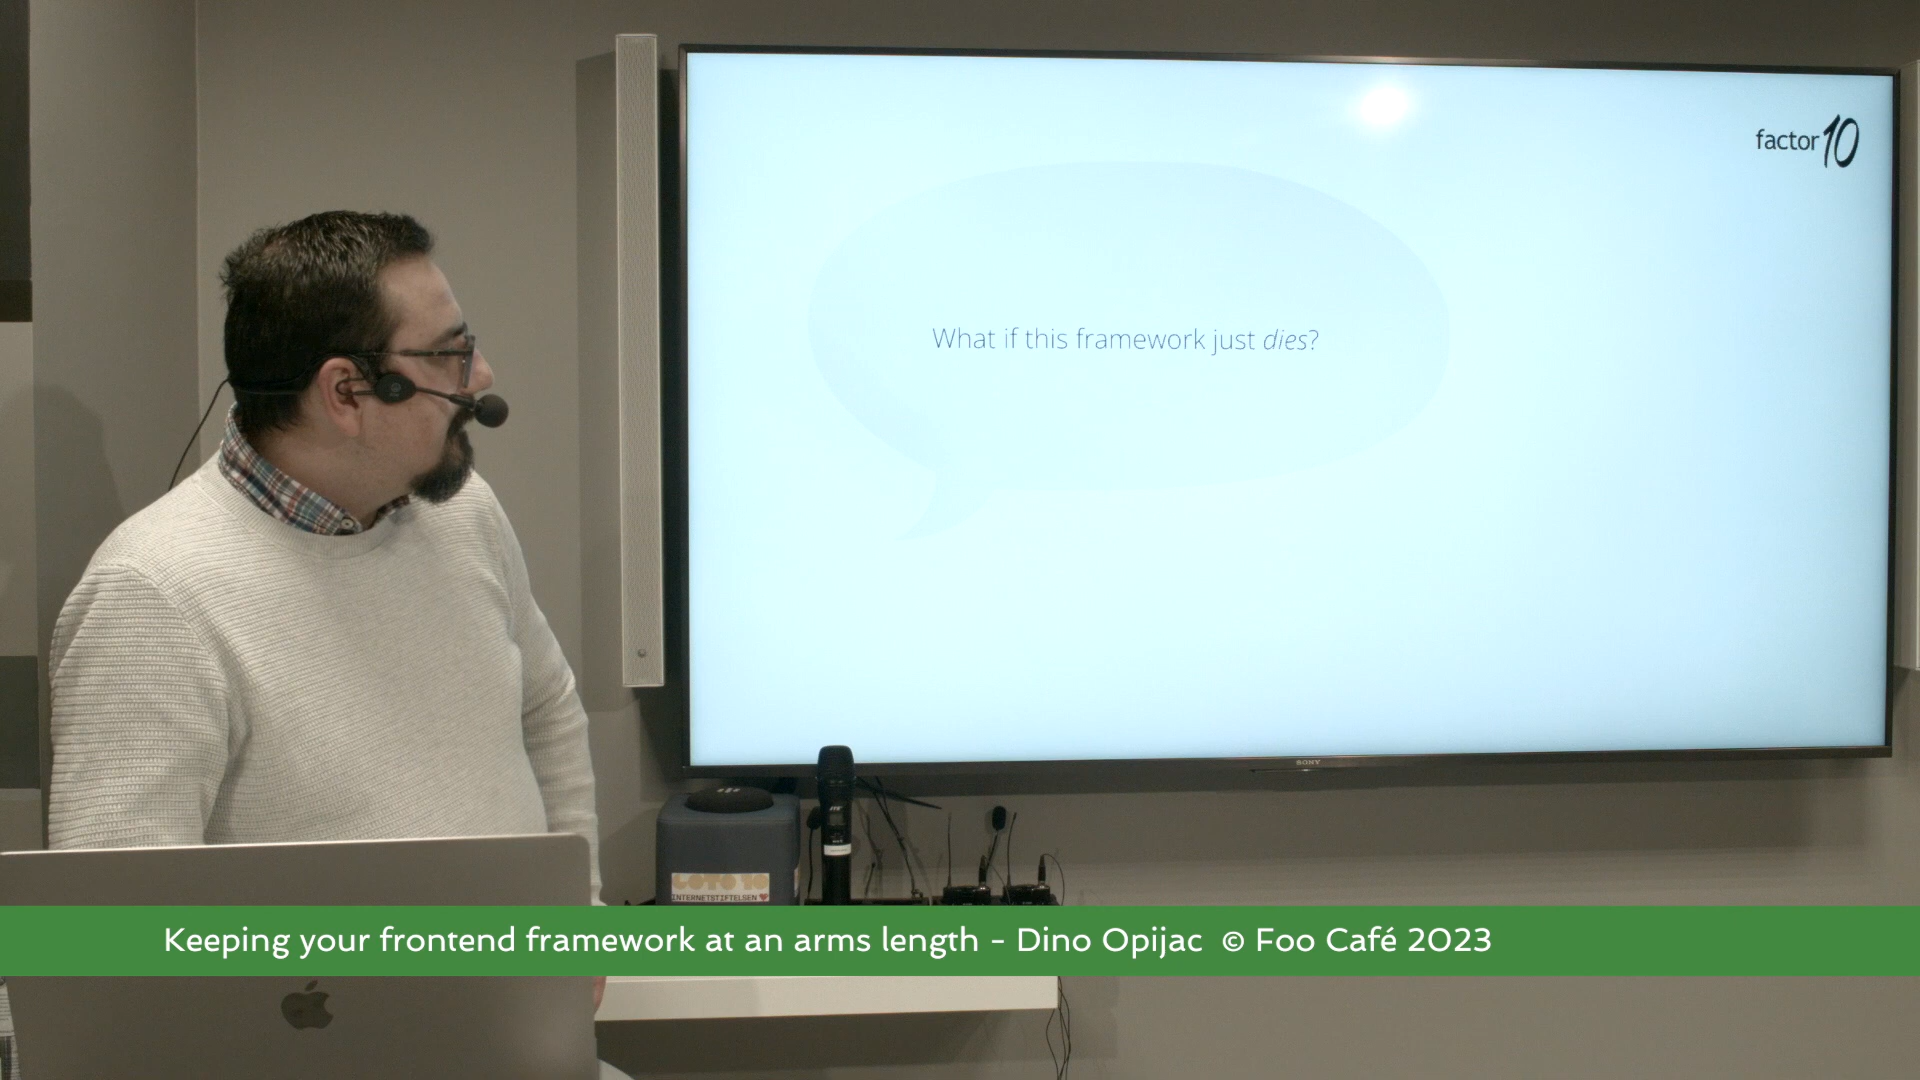 factor10
What if this framework just dies?
SONY
INTERNETSTIFTELSEN
Keeping your frontend framework at an arms length - Dino Opijac © Foo Café 2023